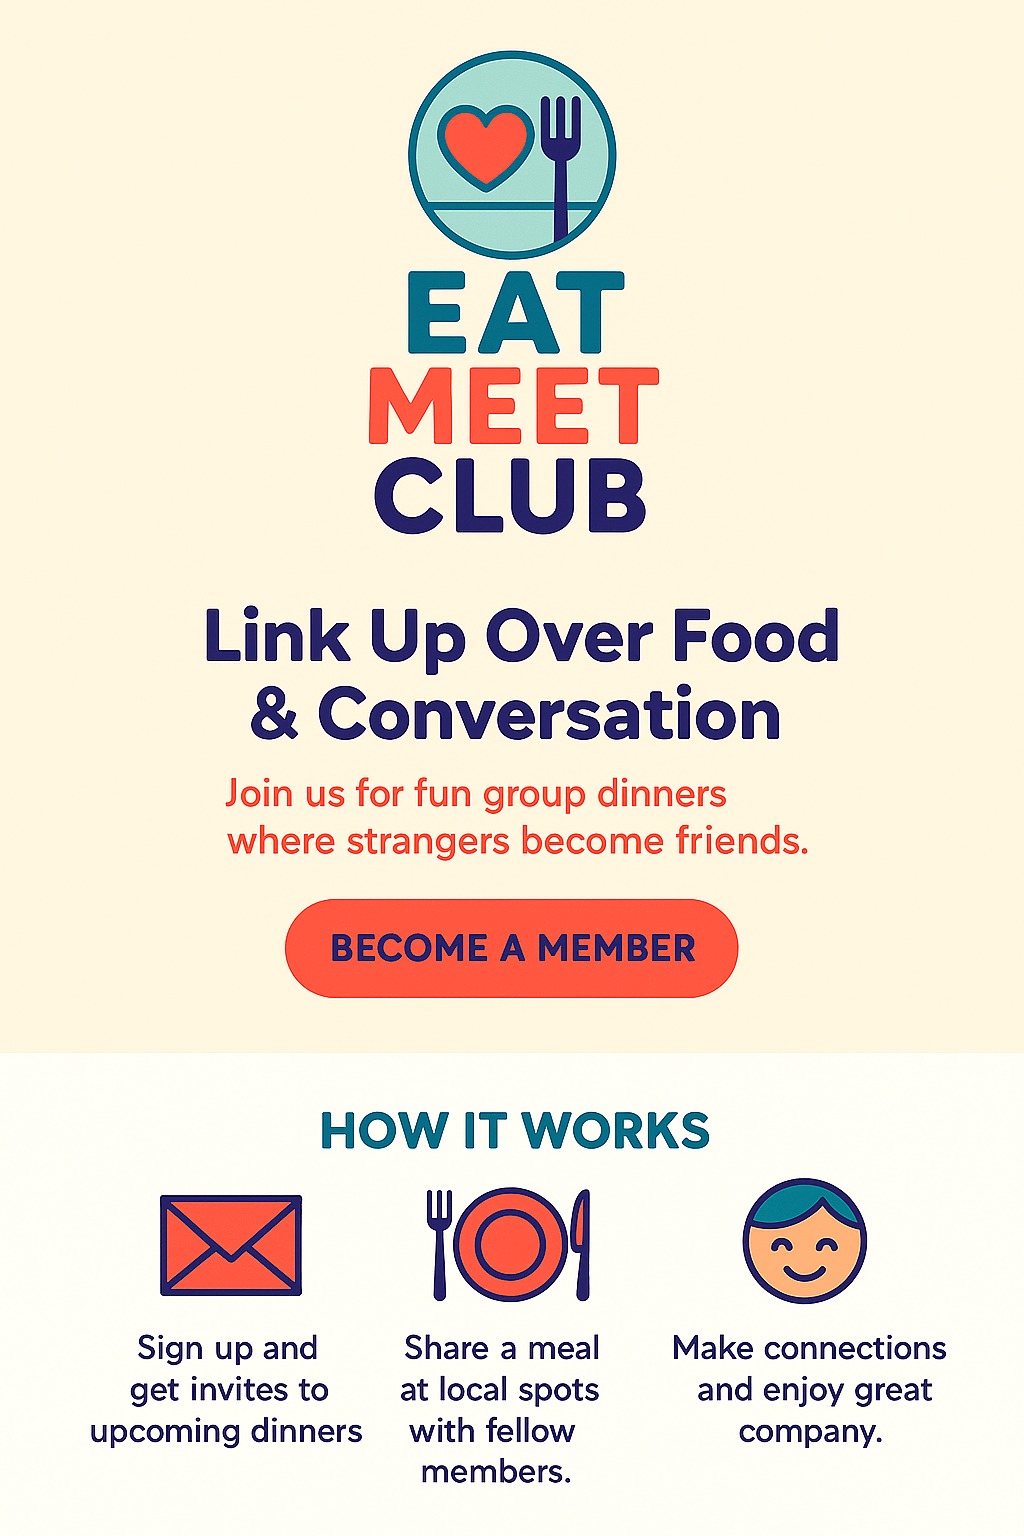 EAT
MEET
CLUB
Link Up Over Food
& Conversation
Join us for fun group dinners
where strangers become friends.
BECOME A MEMBER
HOW IT WORKS
Sign up and
get invites to
upcoming dinners
Share a meal
at local spots
with fellow
members.
Make connections
and enjoy great
company.